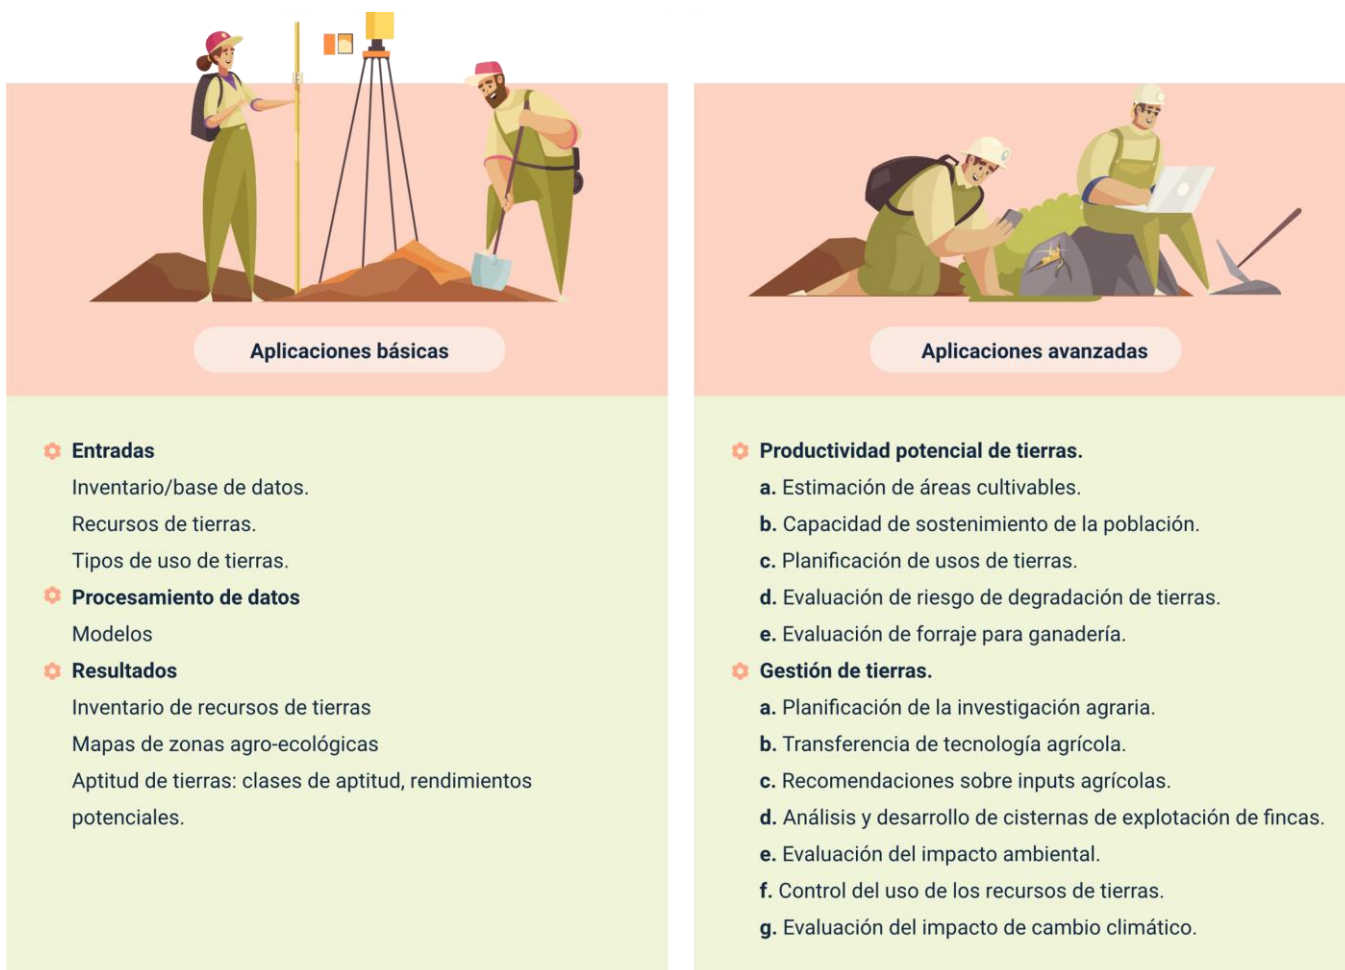 Aplicaciones básicas
Entradas
Inventario/base de datos.
Recursos de tierras.
Tipos de uso de tierras.
Procesamiento de datos
Modelos
Resultados
Inventario de recursos de tierras
Mapas de zonas agro-ecológicas
Aptitud de tierras: clases de aptitud, rendimientos
potenciales.
Aplicaciones avanzadas
Productividad potencial de tierras.
a. Estimación de áreas cultivables.
b. Capacidad de sostenimiento de la población.
c. Planificación de usos de tierras.
d. Evaluación de riesgo de degradación de tierras.
e. Evaluación de forraje para ganadería.
Gestión de tierras.
a. Planificación de la investigación agraria.
b. Transferencia de tecnología agrícola.
c. Recomendaciones sobre inputs agrícolas.
d. Análisis y desarrollo de cisternas de explotación de fincas.
e. Evaluación del impacto ambiental.
f. Control del uso de los recursos de tierras.
g. Evaluación del impacto de cambio climático.